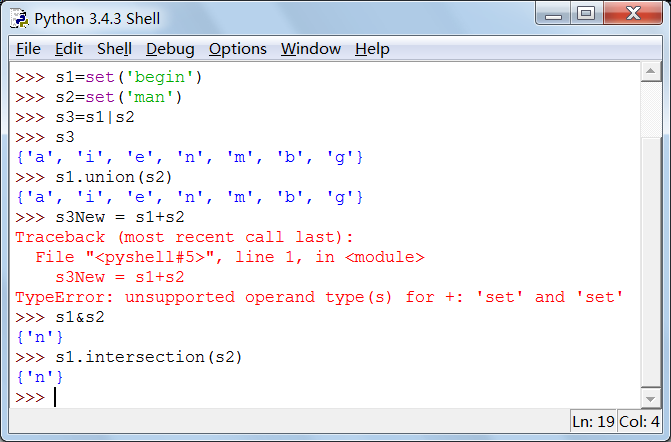 Python 3.4.3 Shell
File Edit Shell Debug Options Window Help
>>> s1=set('begin')
>>> s2=set('man')
>>> s3=s1|s2
>>> s3
{'a', 'i', 'e', 'n', 'm', 'b', 'g'}
>>> s1.union(s2)
{'a', 'i', 'e', 'n', 'm', 'b', 'g'}
>>> s3New = s1+s2
Traceback (most recent call last):
  File "<pyshell#5>", line 1, in <module>
    s3New = s1+s2
TypeError: unsupported operand type(s) for +: 'set' and 'set'
>>> s1&s2
{'n'}
>>> s1.intersection(s2)
{'n'}
>>>
Ln: 19 Col: 4